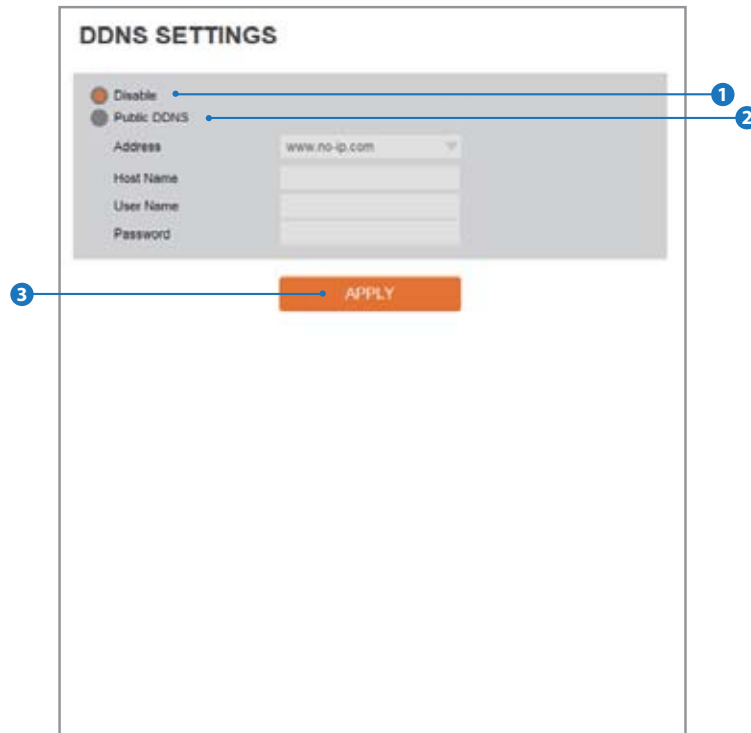 DDNS SETTINGS
Disable
1
Public DDNS
2
Address www.no-ip.com
Host Name
User Name
Password
3
APPLY